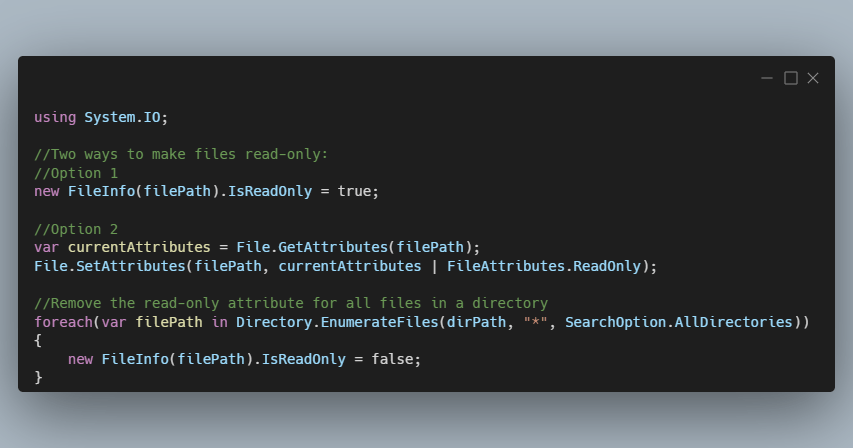 using System.IO;
//Two ways to make files read-only:
//Option 1
new FileInfo(filePath).IsReadOnly = true;
//Option 2
var currentAttributes = File.GetAttributes(filePath);
File.SetAttributes(filePath, currentAttributes | FileAttributes.ReadOnly);
//Remove the read-only attribute for all files in a directory
foreach(var filePath in Directory.EnumerateFiles(dirPath, "*", SearchOption.AllDirectories))
{
    new FileInfo(filePath).IsReadOnly = false;
}